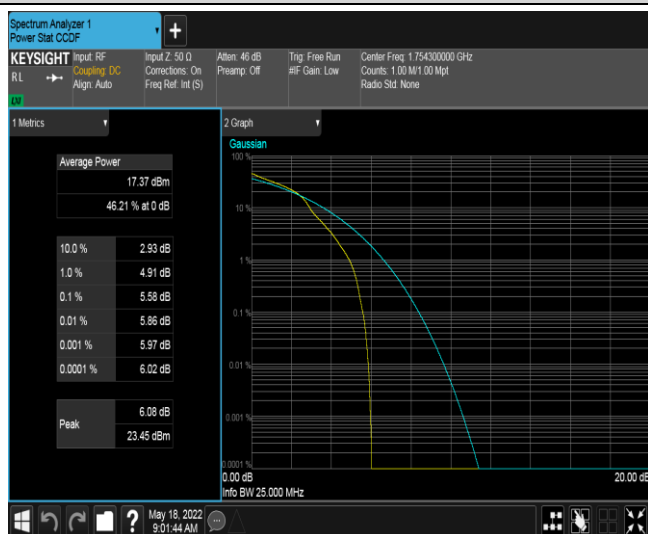 Spectrum Analyzer 1
Power Stat CCDF
KEYSIGHT
RL
Input: RF
Coupling: DC
Align: Auto
Input Z: 50 Ω
Corrections: On
Freq Ref: Int (S)
Atten: 46 dB
Preamp: Off
Trig: Free Run
#IF Gain: Low
Center Freq: 1.754300000 GHz
Counts: 1.00 M/1.00 Mpt
Radio Std: None
1 Metrics
Average Power
17.37 dBm
46.21 % at 0 dB
10.0 % 2.93 dB
1.0 % 4.91 dB
0.1 % 5.58 dB
0.01 % 5.86 dB
0.001 % 5.97 dB
0.0001 % 6.02 dB
Peak
6.08 dB
23.45 dBm
2 Graph
Gaussian
100 %
10 %
1 %
0.1 %
0.01 %
0.001 %
0.0001 %
0.00 dB
20.00 dB
Info BW 25.000 MHz
?
May 18, 2022
9:01:44 AM